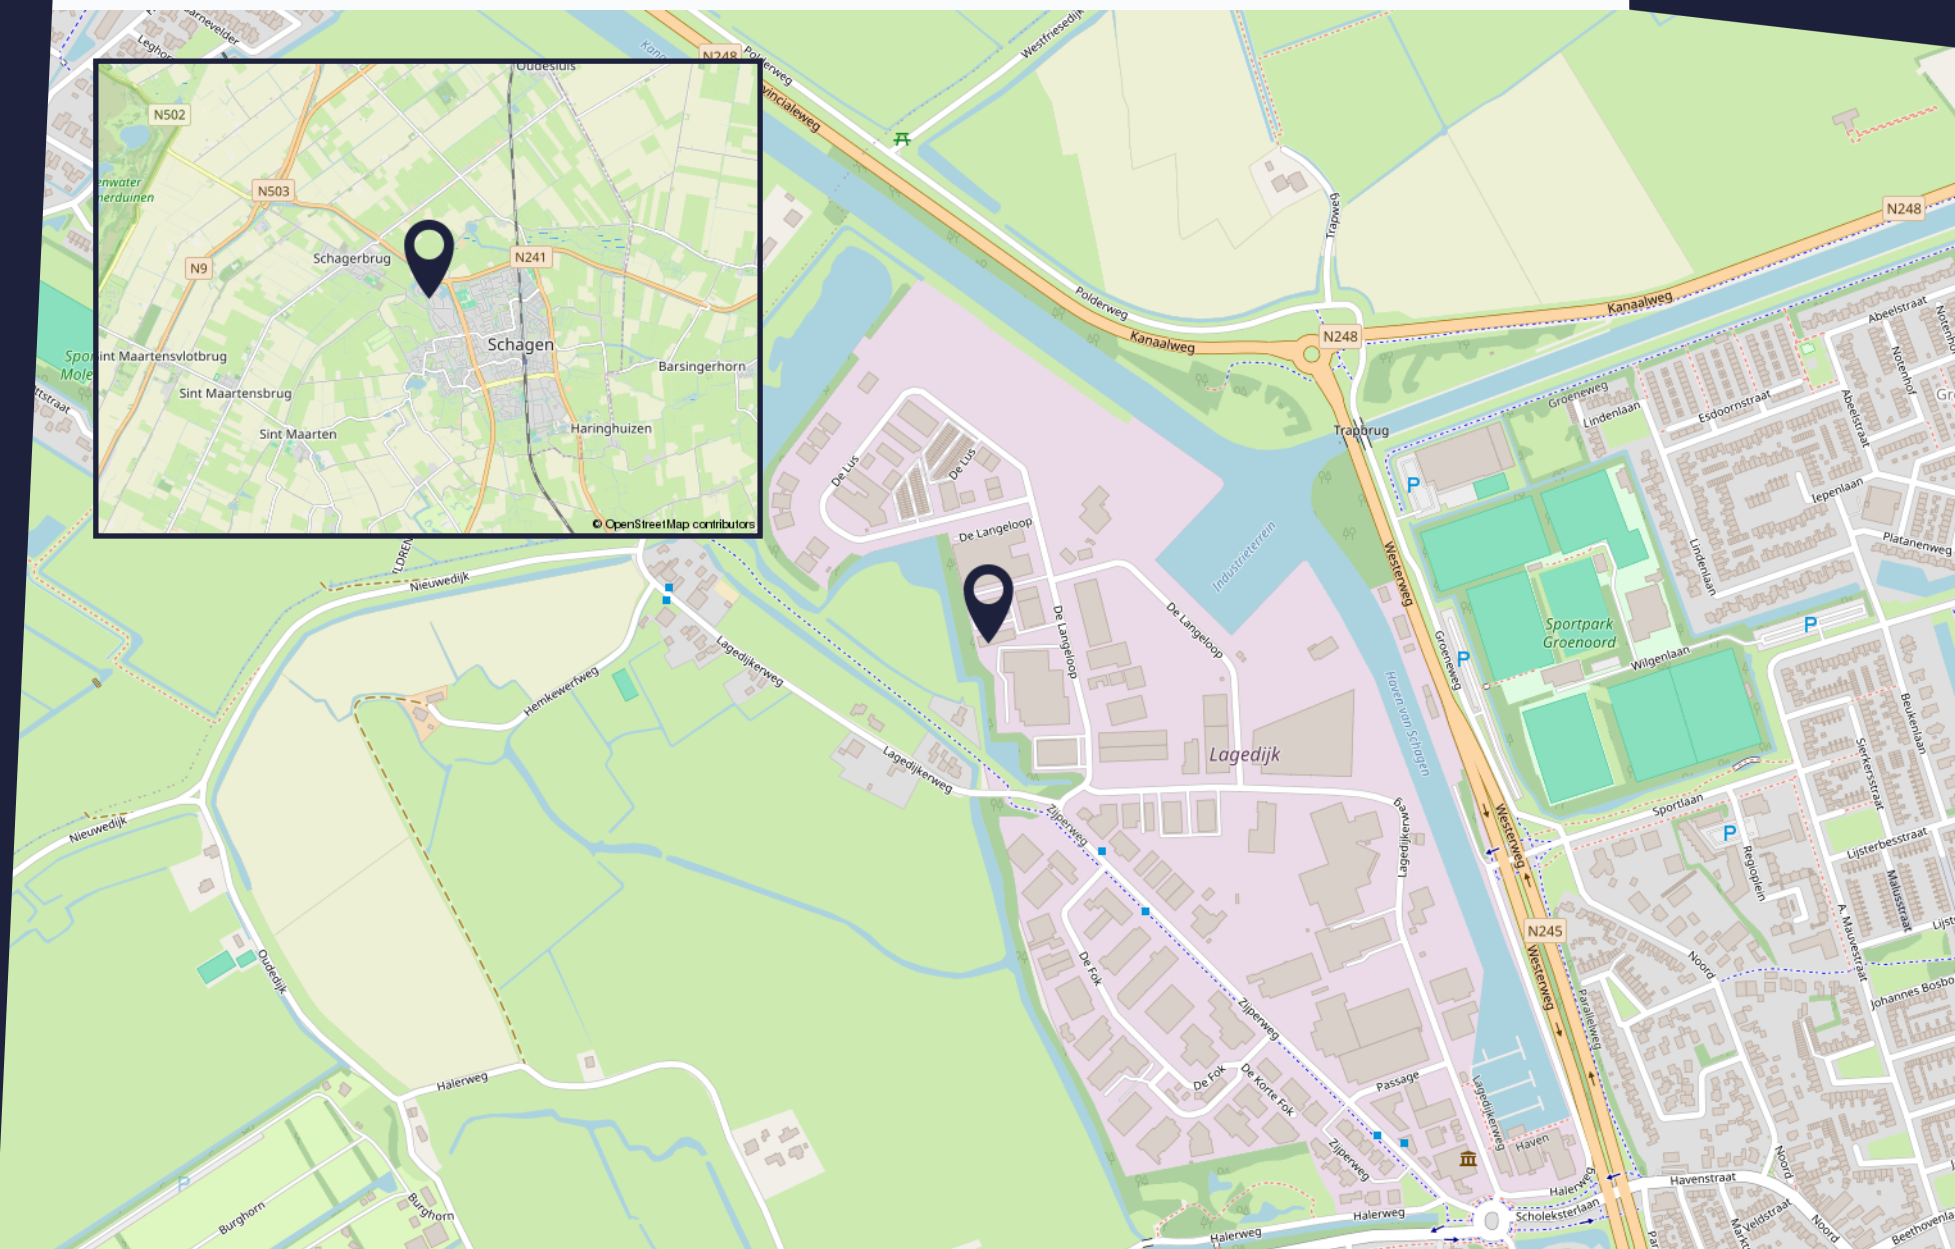 Barnevelder
N248
Polderweg
Westfriesedijk
Oudesluis
N502
N503
Schagerbrug
N241
N9
Schagen
Sint Maartensvlotbrug
Barsingerhorn
Sint Maartensbrug
Sint Maarten
Haringhuizen
© OpenStreetMap contributors
Trapweg
N248
Polderweg
Kanaalweg
N248
Kanaalweg
Abeelstraat
Notenhof
Groeneweg
Lindenlaan
Esdoornstraat
Abeelstraat
Trapbrug
De Lus
De Lus
Iepenlaan
De Langeloop
Industrieterrein
Westerweg
Platanenweg
Lindenlaan
Nieuwedijk
De Langeloop
De Langeloop
Sportpark
Groenoord
Groeneweg
Wilgenlaan
Lagedijkerweg
Hemkewerfweg
Haven van Schagen
Beukenlaan
Lagedijkerweg
Lagedijk
Sierkersstraat
Sportlaan
Nieuwedijk
Zijperweg
Lagedijkerweg
Westerweg
Lijsterbesstraat
Regioplein
Malusstraat
A. Mauvestraat
N245
Oudedijk
De Fok
Westerweg
Noord
Zijperweg
Parallelweg
Johannes Bosbo
Halerweg
De Fok
De Korte Fok
Passage
Lagedijkerweg
Haven
Zijperweg
Noord
Halerweg
Havenstraat
Burghorn
Burghorn
Halerweg
Scholeksterlaan
Veldstraat
Noord
Halerweg